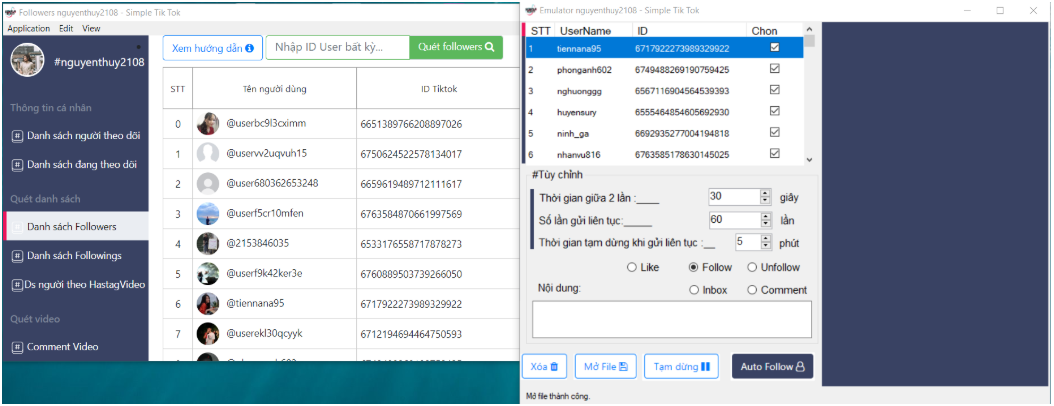 Followers nguyenthuy2108 - Simple Tik Tok
Application Edit View
#nguyenthuy2108
Thông tin cá nhân
Danh sách người theo dõi
Danh sách đang theo dõi
Quét danh sách
Danh sách Followers
Danh sách Followings
Ds người theo HastagVideo
Quét video
Comment Video
Xem hướng dẫn
Nhập ID User bất kỳ...
Quét followers
STT Tên người dùng ID Tiktok
0 @userbc9l3cximm 6651389766208897026
1 @uservv2uqvuh15 6750624522578134017
2 @user680362653248 6659619489712111617
3 @userf5cr10mfen 6763584870661997569
4 @2153846035 6533176558717878273
5 @userf9k42ker3e 6760889503739266050
6 @tiennana95 6717922273989329922
7 @userekl30qcyyk 6712194694464750593
Emulator nguyenthuy2108 - Simple Tik Tok
STT UserName ID Chon
1 tiennana95 6717922273989329922
2 phonganh602 6749488269190759425
3 nghuonggg 6567116904564539393
4 huyensury 6555464854605692930
5 ninh_ga 6692935277004194818
6 nhanvu816 6763585178630145025
#Tùy chỉnh
Thời gian giữa 2 lần :____ 30 giây
Số lần gửi liên tục:_____ 60 lần
Thời gian tạm dừng khi gửi liên tục :__ 5 phút
Like Follow Unfollow
Nội dung: Inbox Comment
Xóa Mở File Tạm dừng Auto Follow
Mở file thành công.